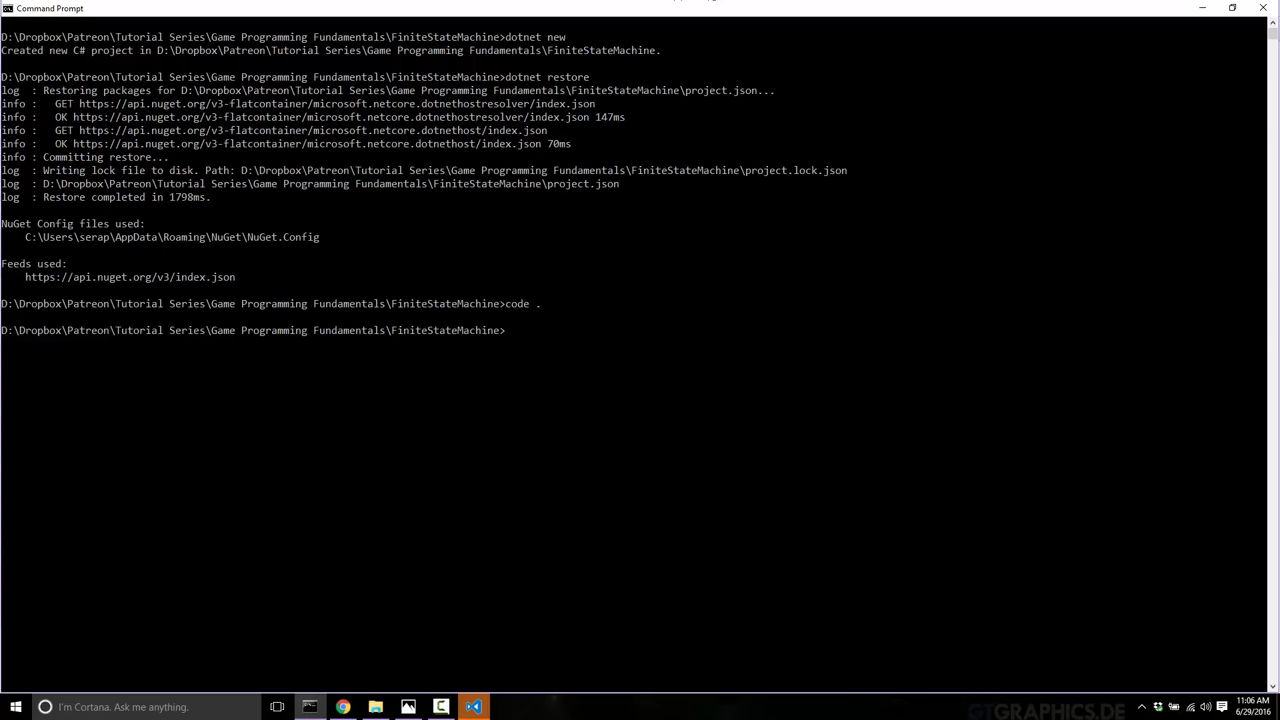 Command Prompt
D:\Dropbox\Patreon\Tutorial Series\Game Programming Fundamentals\FiniteStateMachine>dotnet new
Created new C# project in D:\Dropbox\Patreon\Tutorial Series\Game Programming Fundamentals\FiniteStateMachine.
D:\Dropbox\Patreon\Tutorial Series\Game Programming Fundamentals\FiniteStateMachine>dotnet restore
log  : Restoring packages for D:\Dropbox\Patreon\Tutorial Series\Game Programming Fundamentals\FiniteStateMachine\project.json...
info :   GET https://api.nuget.org/v3-flatcontainer/microsoft.netcore.dotnethostresolver/index.json
info :   OK https://api.nuget.org/v3-flatcontainer/microsoft.netcore.dotnethostresolver/index.json 147ms
info :   GET https://api.nuget.org/v3-flatcontainer/microsoft.netcore.dotnethost/index.json
info :   OK https://api.nuget.org/v3-flatcontainer/microsoft.netcore.dotnethost/index.json 70ms
info : Committing restore...
log  : Writing lock file to disk. Path: D:\Dropbox\Patreon\Tutorial Series\Game Programming Fundamentals\FiniteStateMachine\project.lock.json
log  : D:\Dropbox\Patreon\Tutorial Series\Game Programming Fundamentals\FiniteStateMachine\project.json
log  : Restore completed in 1798ms.
NuGet Config files used:
    C:\Users\serap\AppData\Roaming\NuGet\NuGet.Config
Feeds used:
    https://api.nuget.org/v3/index.json
D:\Dropbox\Patreon\Tutorial Series\Game Programming Fundamentals\FiniteStateMachine>code .
D:\Dropbox\Patreon\Tutorial Series\Game Programming Fundamentals\FiniteStateMachine>
I'm Cortana. Ask me anything.
GTGRAPHICS.DE
11:06 AM
6/29/2016